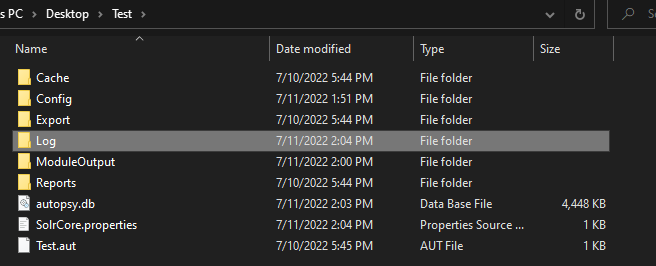 s PC Desktop Test
Name Date modified Type Size
Cache 7/10/2022 5:44 PM File folder
Config 7/11/2022 1:51 PM File folder
Export 7/10/2022 5:44 PM File folder
Log 7/11/2022 2:04 PM File folder
ModuleOutput 7/11/2022 2:00 PM File folder
Reports 7/10/2022 5:44 PM File folder
autopsy.db 7/11/2022 2:03 PM Data Base File 4,448 KB
SolrCore.properties 7/11/2022 2:04 PM Properties Source ... 1 KB
Test.aut 7/10/2022 5:45 PM AUT File 1 KB